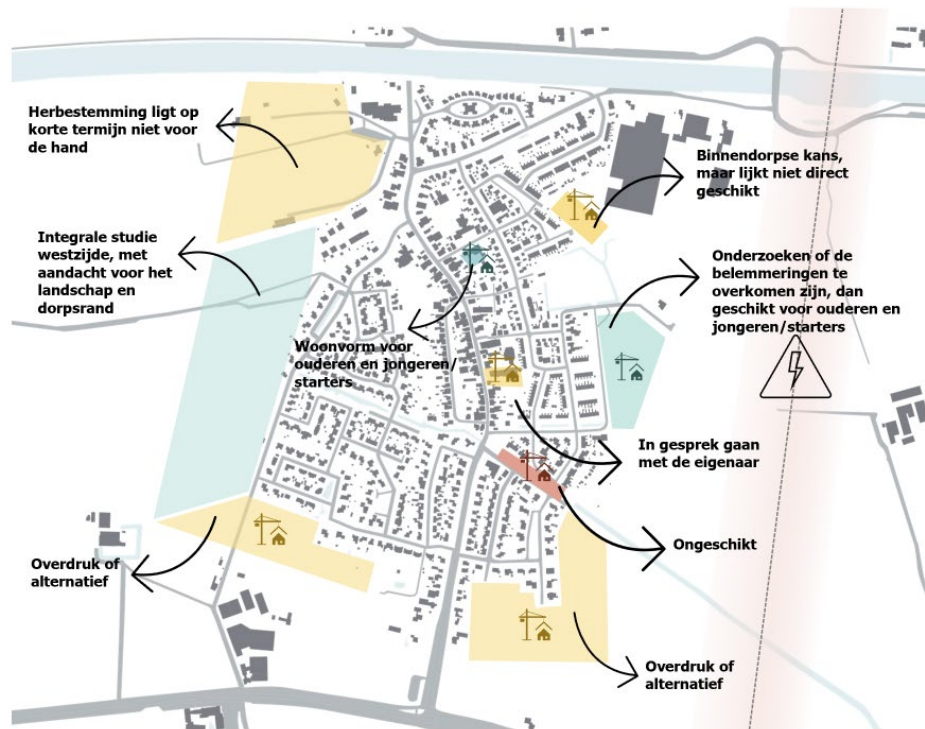 Herbestemming ligt op
korte termijn niet voor
de hand
Binnendorpse kans,
maar lijkt niet direct
geschikt
Integrale studie
westzijde, met
aandacht voor het
landschap en
dorpsrand
Onderzoeken of de
belemmeringen te
overkomen zijn, dan
geschikt voor ouderen en
jongeren/starters
Woonvorm voor
ouderen en jongeren/
starters
In gesprek gaan
met de eigenaar
Ongeschikt
Overdruk of
alternatief
Overdruk of
alternatief